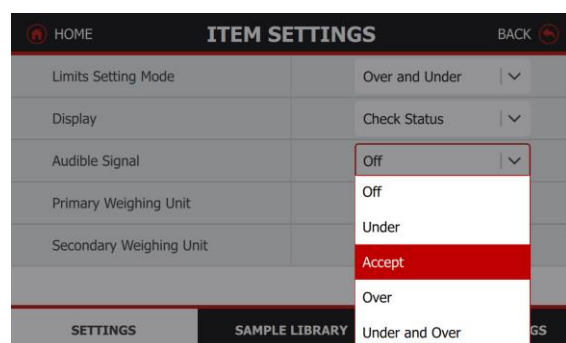 HOME ITEM SETTINGS BACK
Limits Setting Mode Over and Under
Display Check Status
Audible Signal Off
Off
Primary Weighing Unit
Under
Secondary Weighing Unit
Accept
Over
SETTINGS SAMPLE LIBRARY Under and Over GS